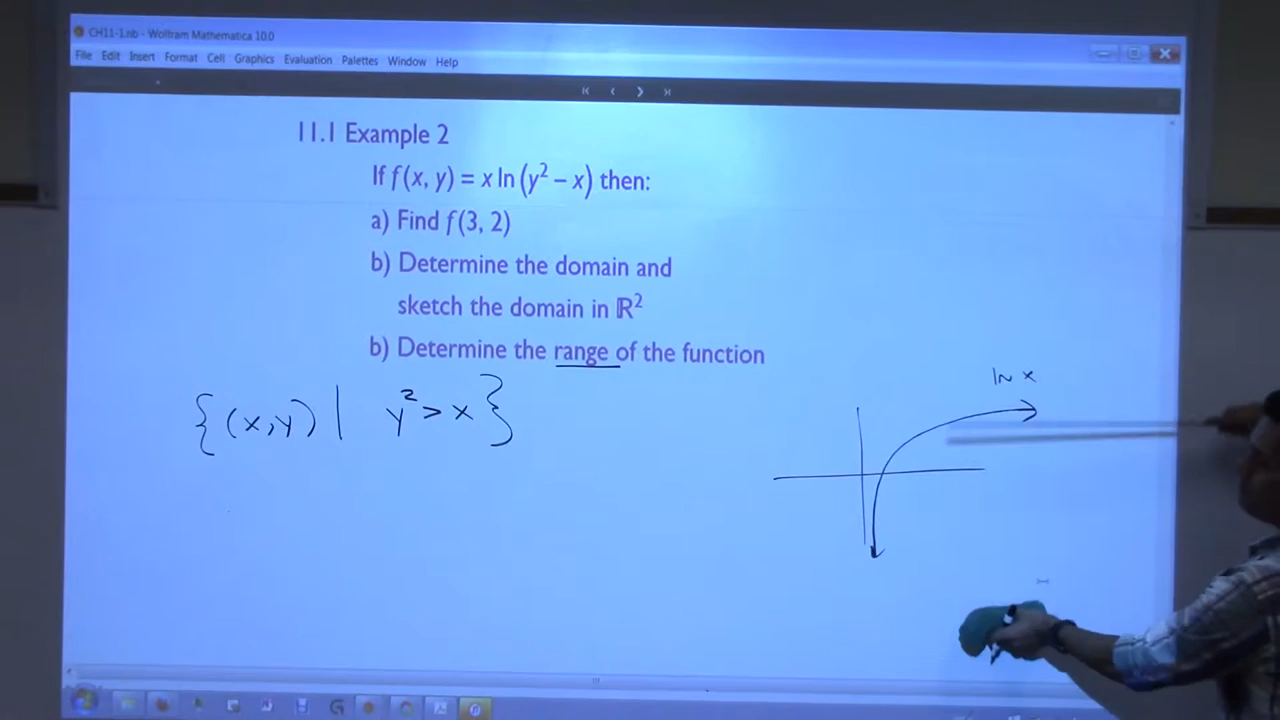 CH11-1.nb - Wolfram Mathematica 10.0
File Edit Insert Format Cell Graphics Evaluation Palettes Window Help
11.1 Example 2
If f(x, y) = x ln (y² − x) then:
a) Find f(3, 2)
b) Determine the domain and
sketch the domain in ℝ²
b) Determine the range of the function
{(x,y) | y² > x}
ln x